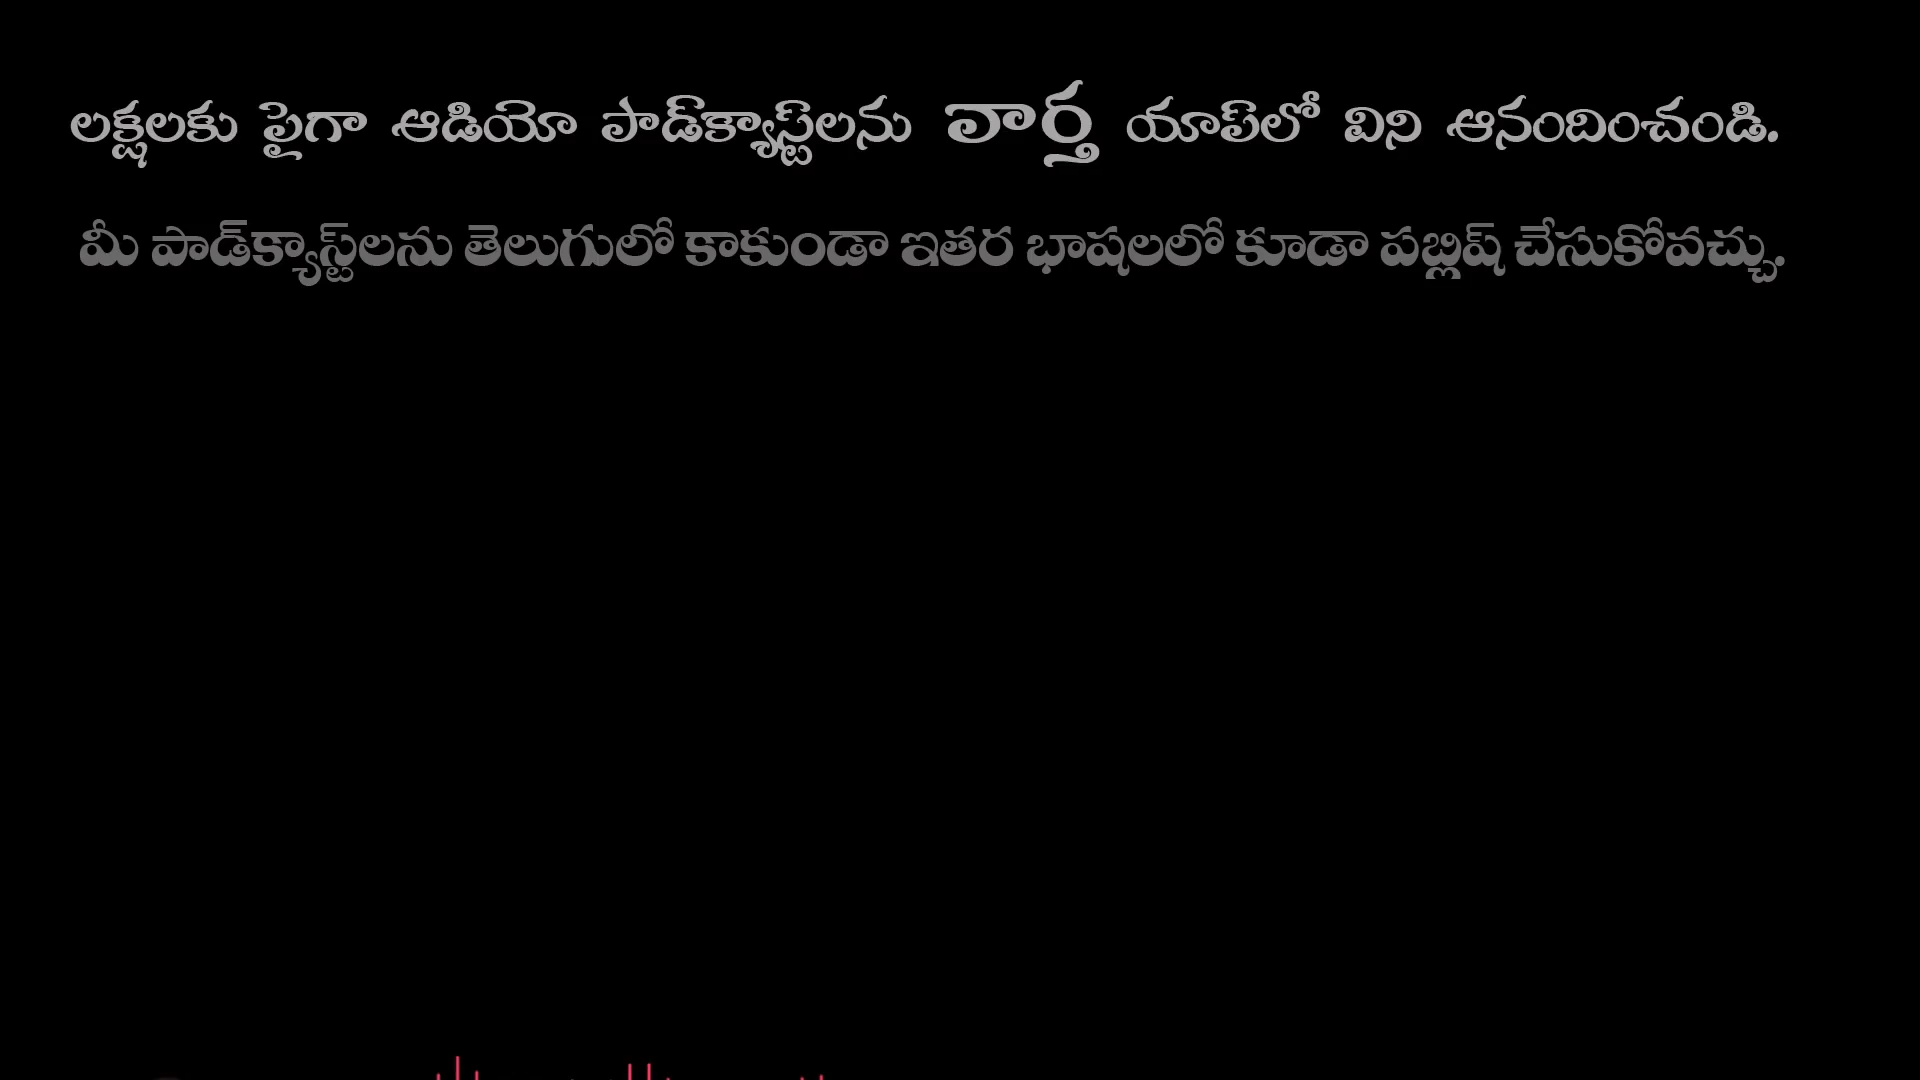 లక్షలకు పైగా ఆడియో పాడ్‌క్యాస్ట్‌లను వార్త యాప్‌లో విని ఆనందించండి.
మీ పాడ్‌క్యాస్ట్‌లను తెలుగులో కాకుండా ఇతర భాషలలో కూడా పబ్లిష్ చేసుకోవచ్చు.